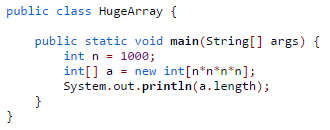 public class HugeArray {
    public static void main(String[] args) {
        int n = 1000;
        int[] a = new int[n*n*n*n];
        System.out.println(a.length);
    }
}